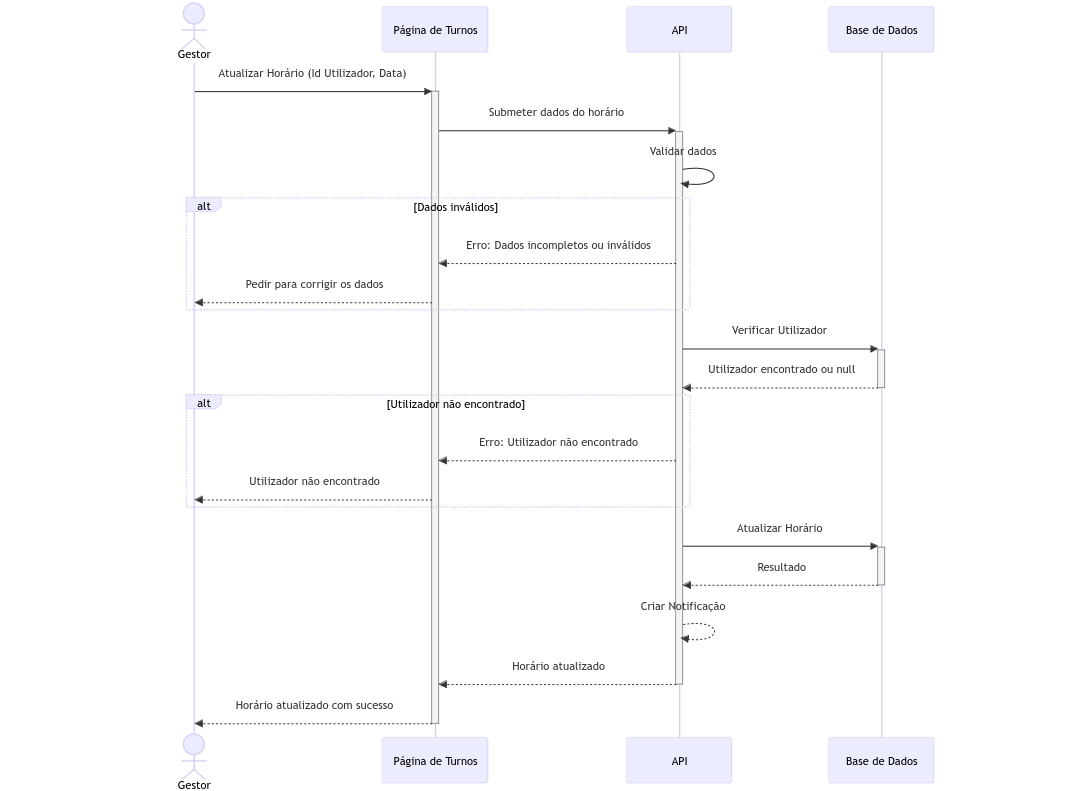 Gestor
Página de Turnos
API
Base de Dados
Atualizar Horário (Id Utilizador, Data)
Submeter dados do horário
Validar dados
alt
[Dados inválidos]
Erro: Dados incompletos ou inválidos
Pedir para corrigir os dados
Verificar Utilizador
Utilizador encontrado ou null
alt
[Utilizador não encontrado]
Erro: Utilizador não encontrado
Utilizador não encontrado
Atualizar Horário
Resultado
Criar Notificação
Horário atualizado
Horário atualizado com sucesso
Gestor
Página de Turnos
API
Base de Dados